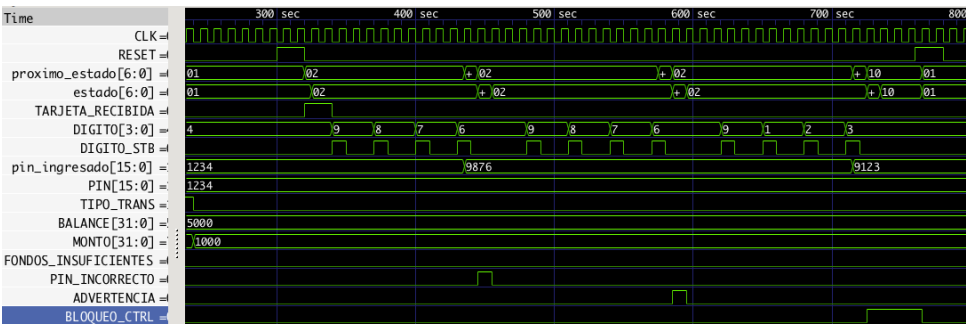 Time 300 sec 400 sec 500 sec 600 sec 700 sec 800
CLK =
RESET =
proximo_estado[6:0] = 01 02 + 02 + 02 + 10 01
estado[6:0] = 01 02 + 02 + 02 + 10 01
TARJETA_RECIBIDA =
DIGITO[3:0] = 4 9 8 7 6 9 8 7 6 9 1 2 3
DIGITO_STB =
pin_ingresado[15:0] = 1234 9876 9123
PIN[15:0] = 1234
TIPO_TRANS =
BALANCE[31:0] = 5000
MONTO[31:0] = 1000
FONDOS_INSUFICIENTES =
PIN_INCORRECTO =
ADVERTENCIA =
BLOQUEO_CTRL =